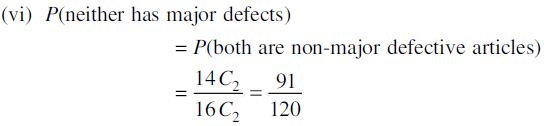 (vi) P(neither has major defects)
= P(both are non-major defective articles)
= 14C₂ / 16C₂ = 91 / 120